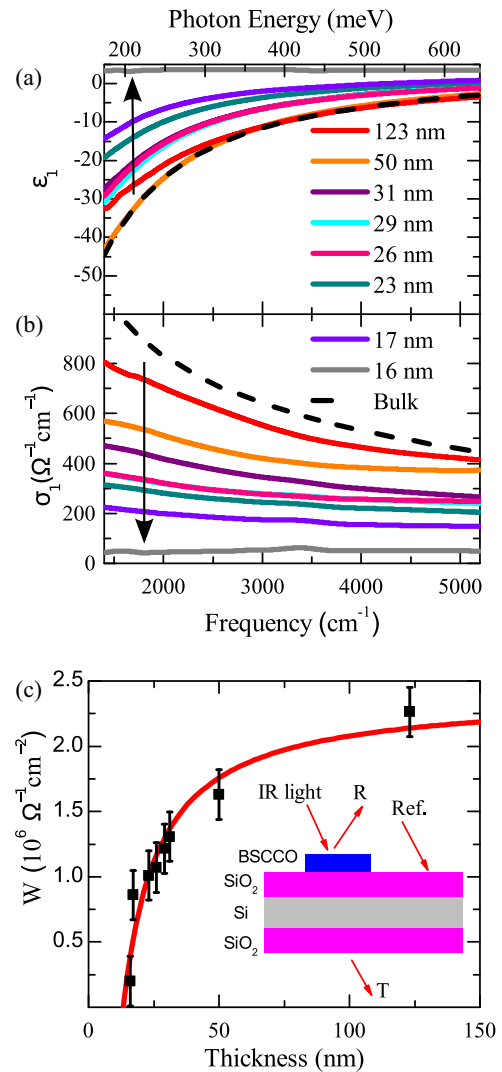 Photon Energy (meV)
200 300 400 500 600
(a)
0
-10
-20
-30
-40
-50
ε₁
123 nm
50 nm
31 nm
29 nm
26 nm
23 nm
(b)
17 nm
16 nm
Bulk
800
600
400
200
0
σ₁(Ω⁻¹cm⁻¹)
2000 3000 4000 5000
Frequency (cm⁻¹)
(c)
2.5
2.0
1.5
1.0
0.5
W (10⁶ Ω⁻¹cm⁻²)
IR light
R
Ref.
BSCCO
SiO₂
Si
SiO₂
T
0 50 100 150
Thickness (nm)